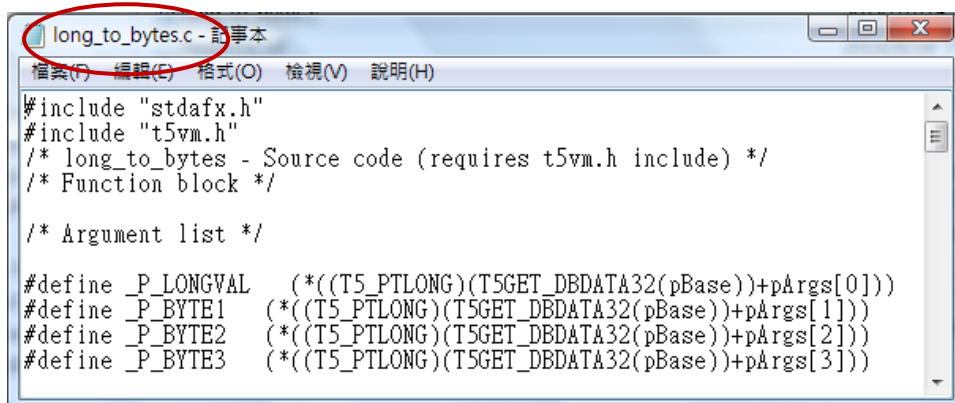 long_to_bytes.c - 記事本
檔案(F) 編輯(E) 格式(O) 檢視(V) 說明(H)
#include "stdafx.h"
#include "t5vm.h"
/* long_to_bytes - Source code (requires t5vm.h include) */
/* Function block */
/* Argument list */
#define _P_LONGVAL (*((T5_PTLONG)(T5GET_DBDATA32(pBase))+pArgs[0]))
#define _P_BYTE1 (*((T5_PTLONG)(T5GET_DBDATA32(pBase))+pArgs[1]))
#define _P_BYTE2 (*((T5_PTLONG)(T5GET_DBDATA32(pBase))+pArgs[2]))
#define _P_BYTE3 (*((T5_PTLONG)(T5GET_DBDATA32(pBase))+pArgs[3]))